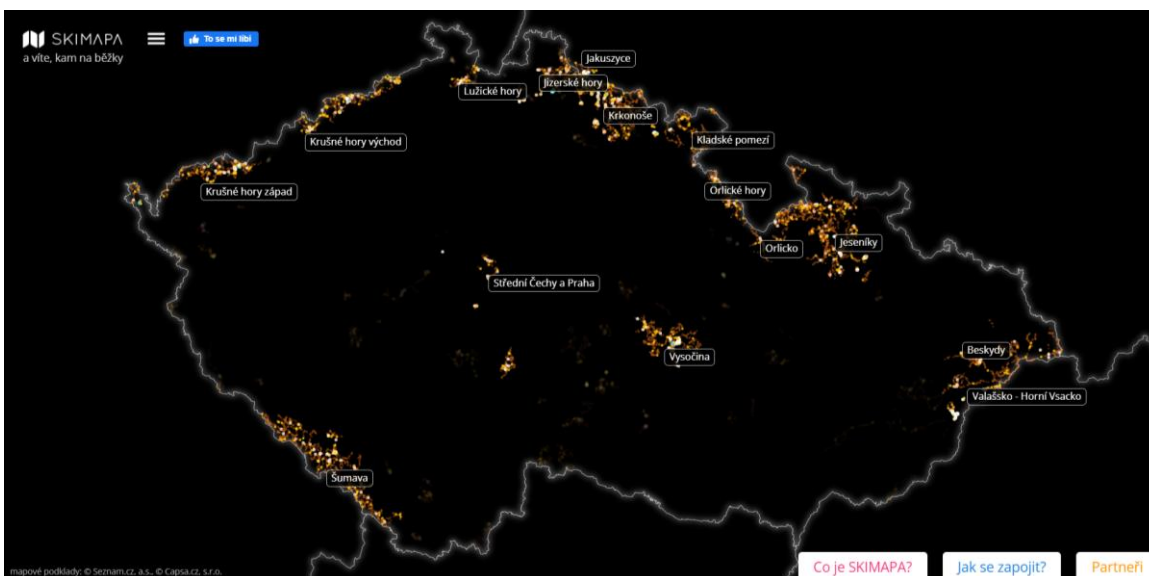 SKIMAPA
To se mi líbí
a víte, kam na běžky
Jakuszyce
Jizerské hory
Lužické hory
Krkonoše
Krušné hory východ
Kladské pomezí
Krušné hory západ
Orlické hory
Orlicko
Jeseníky
Střední Čechy a Praha
Vysočina
Beskydy
Valašsko - Horní Vsacko
Šumava
mapové podklady: © Seznam.cz, a.s., © Capsa.cz, s.r.o.
Co je SKIMAPA?
Jak se zapojit?
Partneři